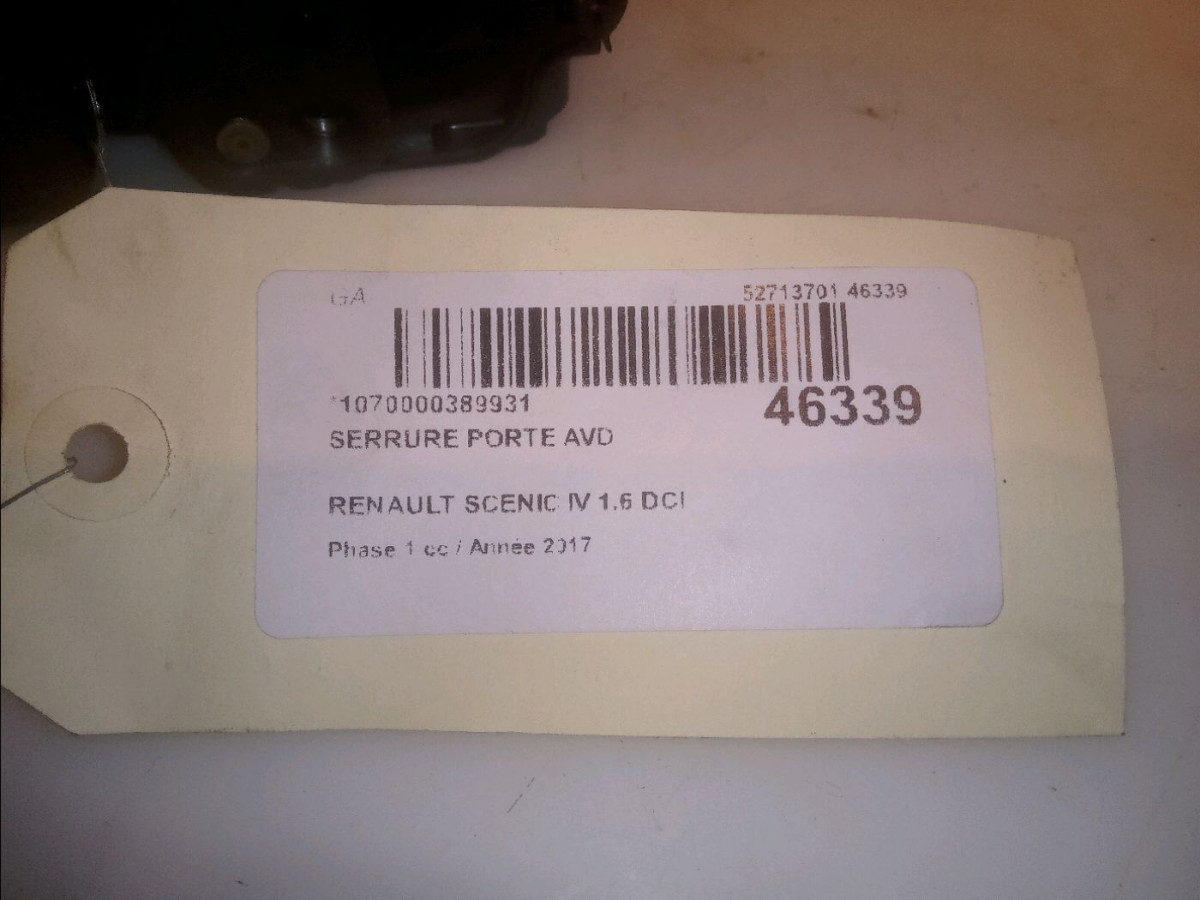 GA
52713701 46339
*1070000389931
46339
SERRURE PORTE AVD
RENAULT SCENIC IV 1.6 DCI
Phase 1 cc / Année 2017